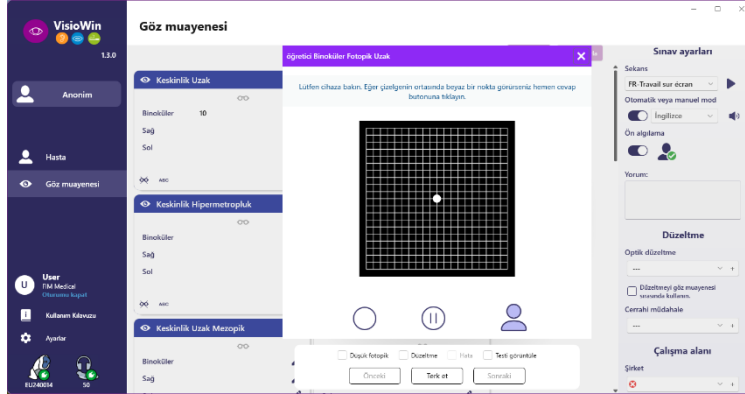 VisioWin
1.3.0
Anonim
Hasta
Göz muayenesi
User
FIM Medical
Oturumu kapat
Kullanım Kılavuzu
Ayarlar
EU240014
50
Göz muayenesi
Keskinlik Uzak
Binoküler 10
Sağ
Sol
ABC
Keskinlik Hipermetropluk
Binoküler
Sağ
Sol
ABC
Keskinlik Uzak Mezopik
Binoküler
Sağ
öğretici Binoküler Fotopik Uzak
Lütfen cihaza bakın. Eğer çizelgenin ortasında beyaz bir nokta görürseniz hemen cevap
butonuna tıklayın.
Düşük fotopik
Düzeltme
Hata
Testi görüntüle
Önceki
Terk et
Sonraki
Sınav ayarları
Sekans
FR-Travail sur écran
Otomatik veya manuel mod
İngilizce
Ön algılama
Yorum:
Düzeltme
Optik düzeltme
---
Düzeltmeyi göz muayenesi
sırasında kullanın.
Cerrahi müdahale
---
Çalışma alanı
Şirket